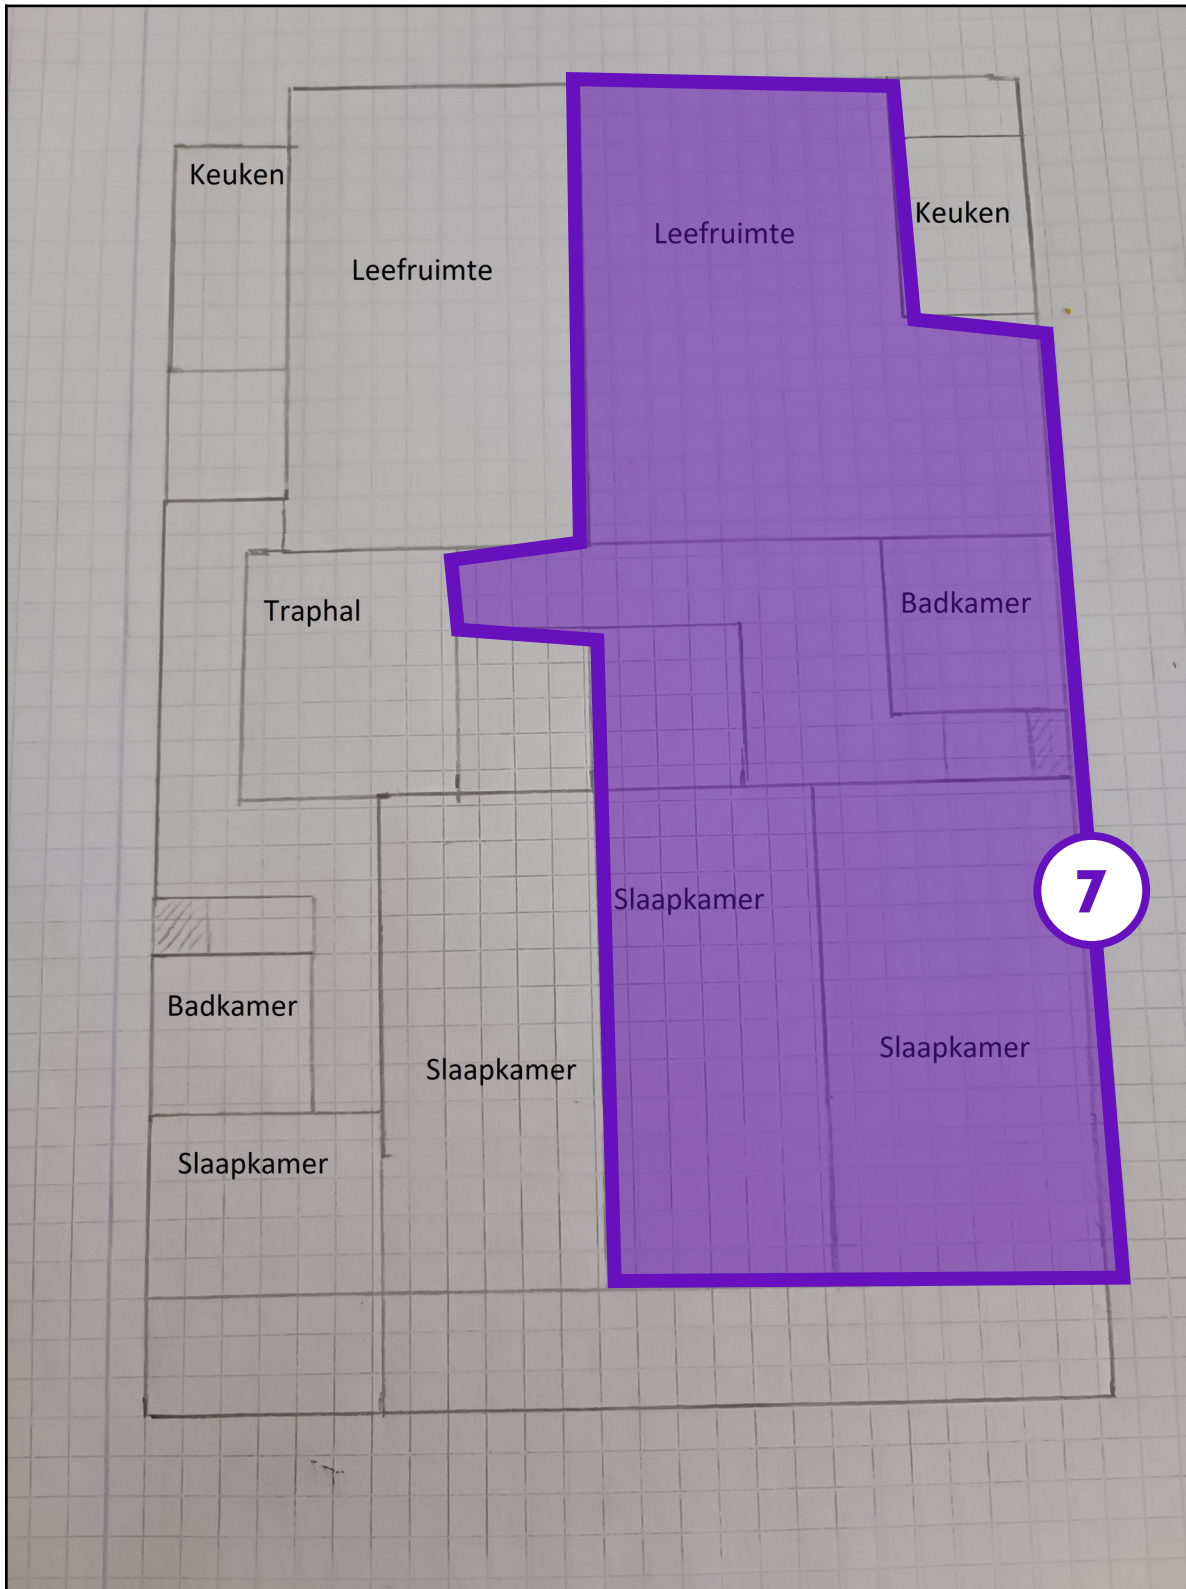 Keuken
Leefruimte
Leefruimte
Keuken
Traphal
Badkamer
Slaapkamer
7
Badkamer
Slaapkamer
Slaapkamer
Slaapkamer